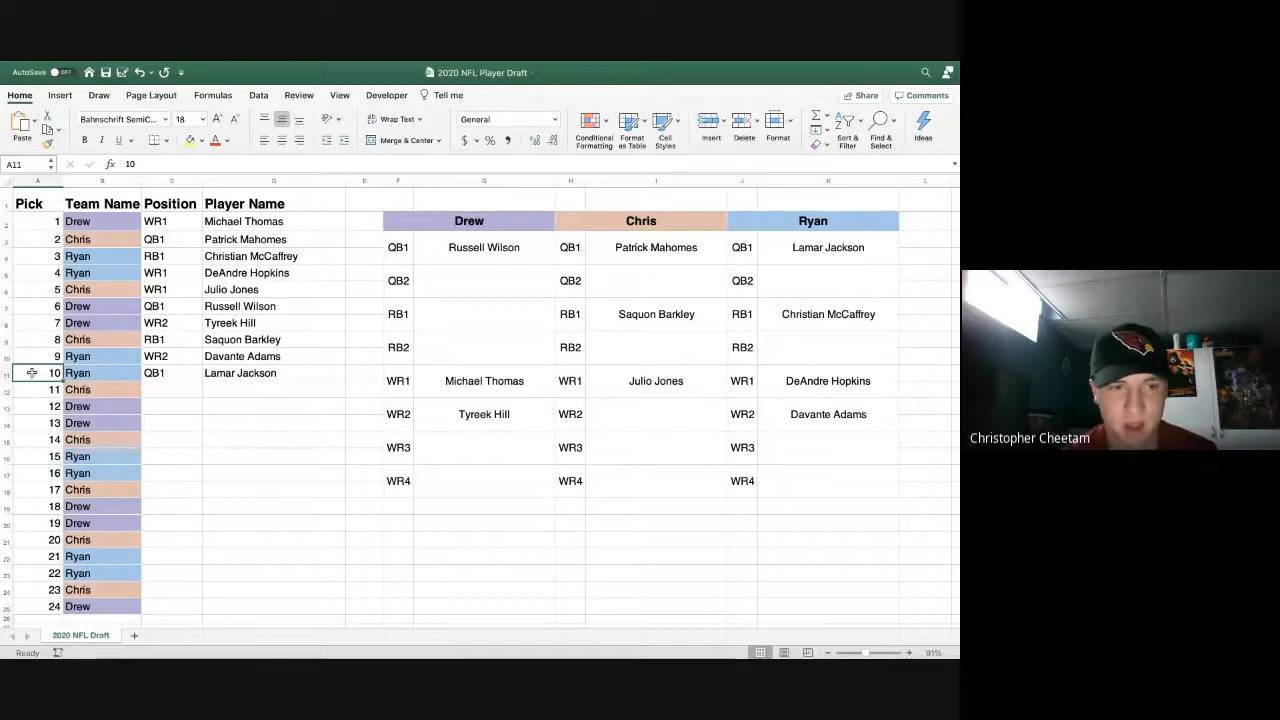 AutoSave OFF
2020 NFL Player Draft
Home Insert Draw Page Layout Formulas Data Review View Developer Tell me Share Comments
Paste Bahnschrift SemiC... 18 A^ A˅ Wrap Text General
B I U A Merge & Center $ % Conditional Formatting Format as Table Cell Styles Insert Delete Format Sort & Filter Find & Select Ideas
A11 fx 10
A B C D E F G H I J K L
1 Pick Team Name Position Player Name
1 Drew WR1 Michael Thomas
2 Chris QB1 Patrick Mahomes
3 Ryan RB1 Christian McCaffrey
4 Ryan WR1 DeAndre Hopkins
5 Chris WR1 Julio Jones
6 Drew QB1 Russell Wilson
7 Drew WR2 Tyreek Hill
8 Chris RB1 Saquon Barkley
9 Ryan WR2 Davante Adams
10 Ryan QB1 Lamar Jackson
11 Chris
12 Drew
13 Drew
14 Chris
15 Ryan
16 Ryan
17 Chris
18 Drew
19 Drew
20 Chris
21 Ryan
22 Ryan
23 Chris
24 Drew
Drew Chris Ryan
QB1 Russell Wilson QB1 Patrick Mahomes QB1 Lamar Jackson
QB2 QB2 QB2
RB1 RB1 Saquon Barkley RB1 Christian McCaffrey
RB2 RB2 RB2
WR1 Michael Thomas WR1 Julio Jones WR1 DeAndre Hopkins
WR2 Tyreek Hill WR2 WR2 Davante Adams
WR3 WR3 WR3
WR4 WR4 WR4
2020 NFL Draft +
Ready 91%
Christopher Cheetam